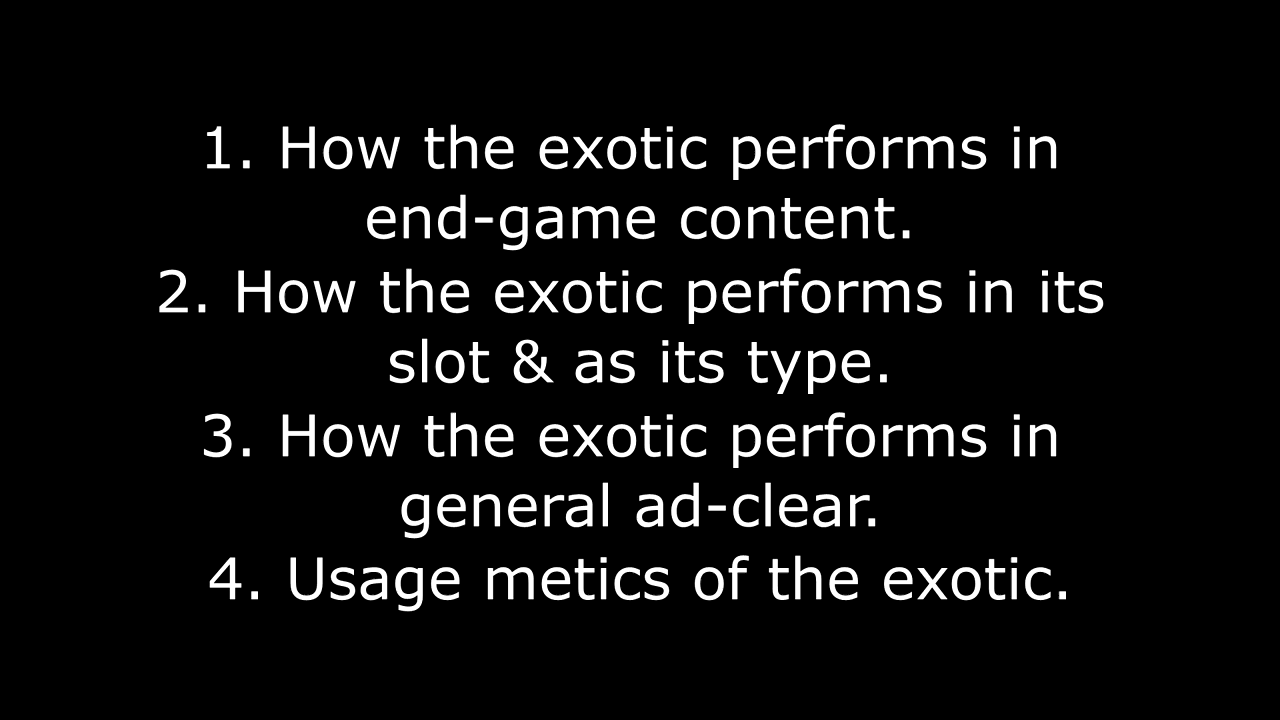 1. How the exotic performs in
end-game content.
2. How the exotic performs in its
slot & as its type.
3. How the exotic performs in
general ad-clear.
4. Usage metics of the exotic.